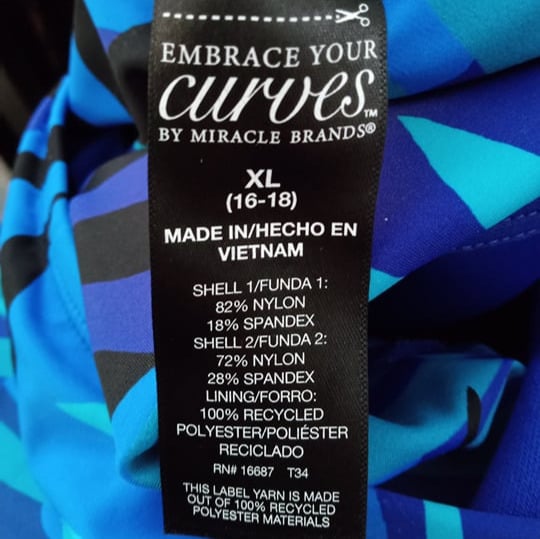 EMBRACE YOUR
curves™
BY MIRACLE BRANDS®
XL
(16-18)
MADE IN/HECHO EN
VIETNAM
SHELL 1/FUNDA 1:
82% NYLON
18% SPANDEX
SHELL 2/FUNDA 2:
72% NYLON
28% SPANDEX
LINING/FORRO:
100% RECYCLED
POLYESTER/POLIÉSTER
RECICLADO
RN# 16687 T34
THIS LABEL YARN IS MADE
OUT OF 100% RECYCLED
POLYESTER MATERIALS